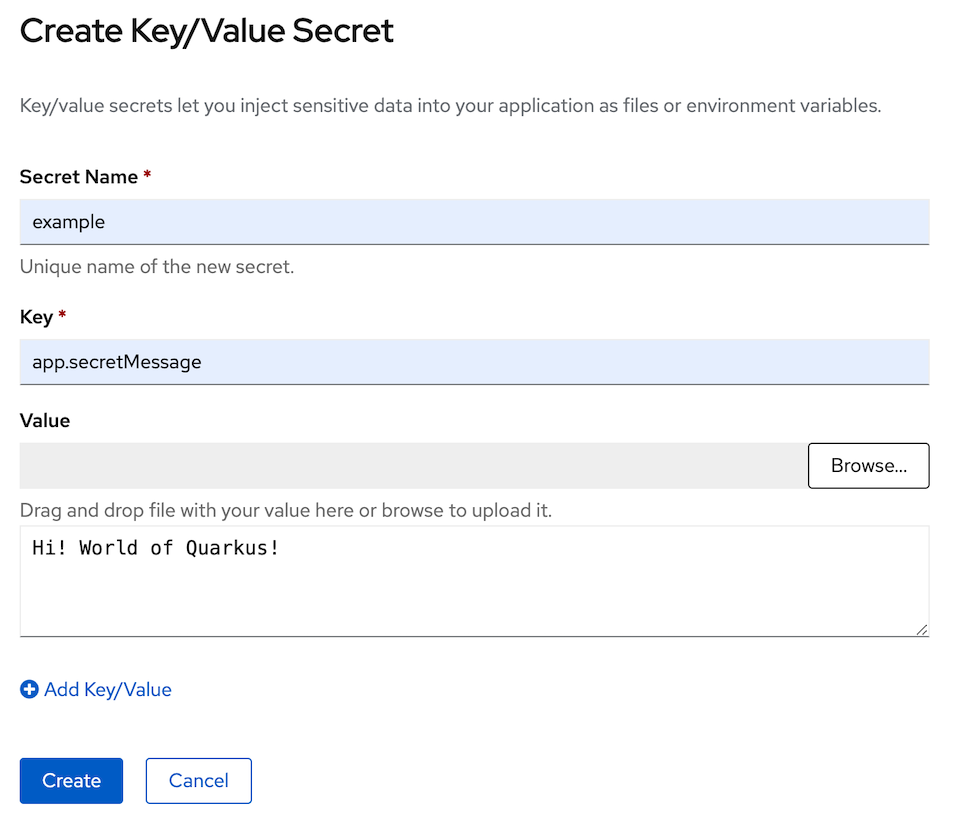 Create Key/Value Secret
Key/value secrets let you inject sensitive data into your application as files or environment variables.
Secret Name *
example
Unique name of the new secret.
Key *
app.secretMessage
Value
Browse...
Drag and drop file with your value here or browse to upload it.
Hi! World of Quarkus!
Add Key/Value
Create Cancel